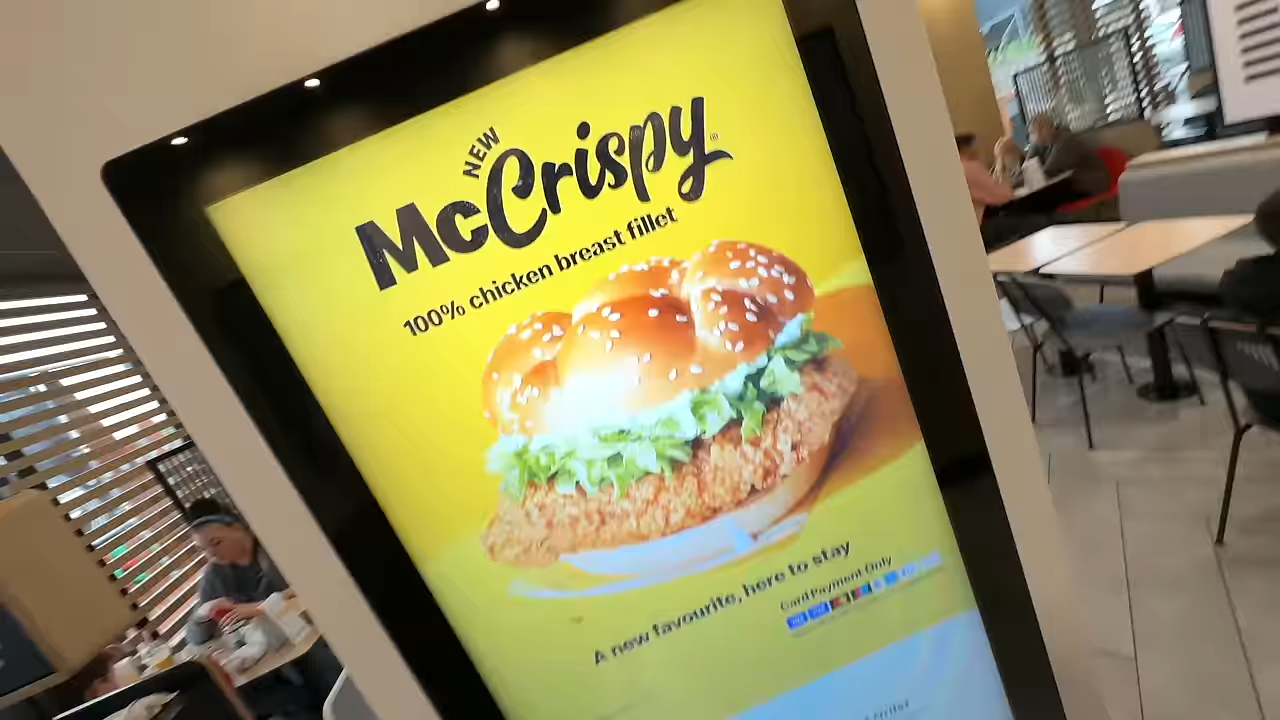 NEW
McCrispy
100% chicken breast fillet
A new favourite, here to stay
Card Payment Only